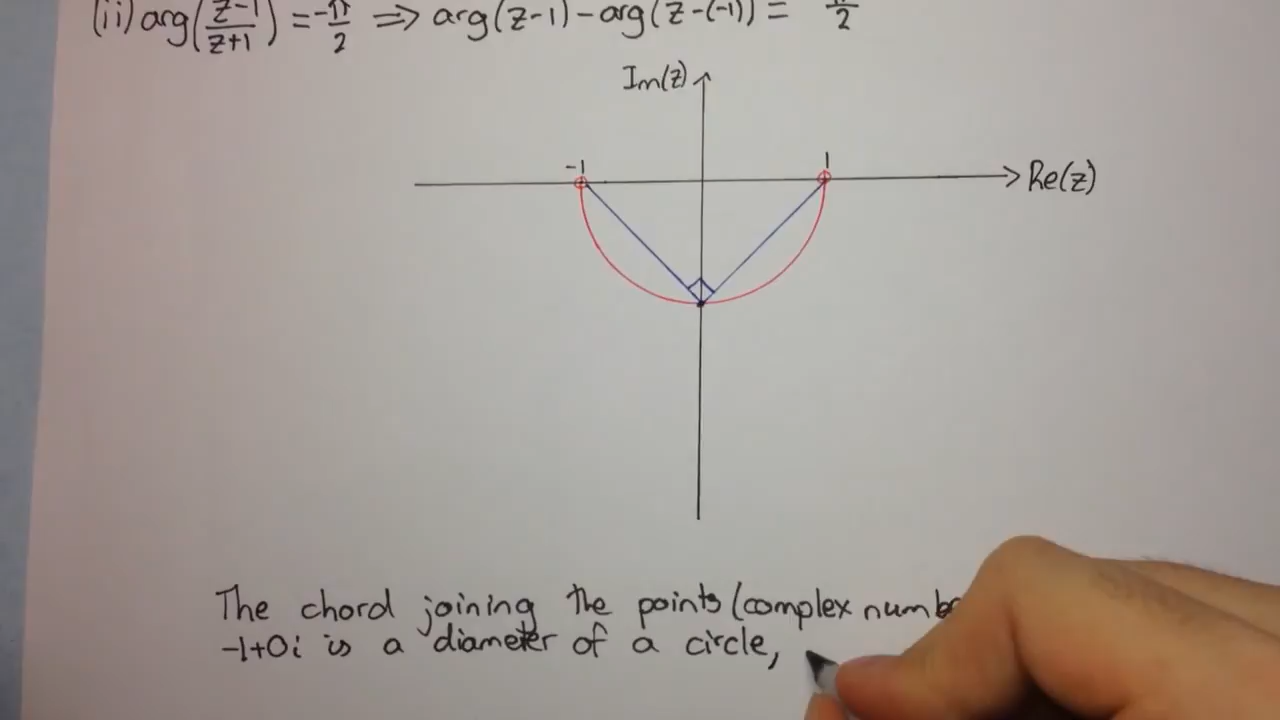 (ii) arg(z-1/z+1) = -π/2 ⇒ arg(z-1) - arg(z-(-1)) = π/2
Im(z)
-1
1
Re(z)
The chord joining the points (complex
-1+0i is a diameter of a circle,